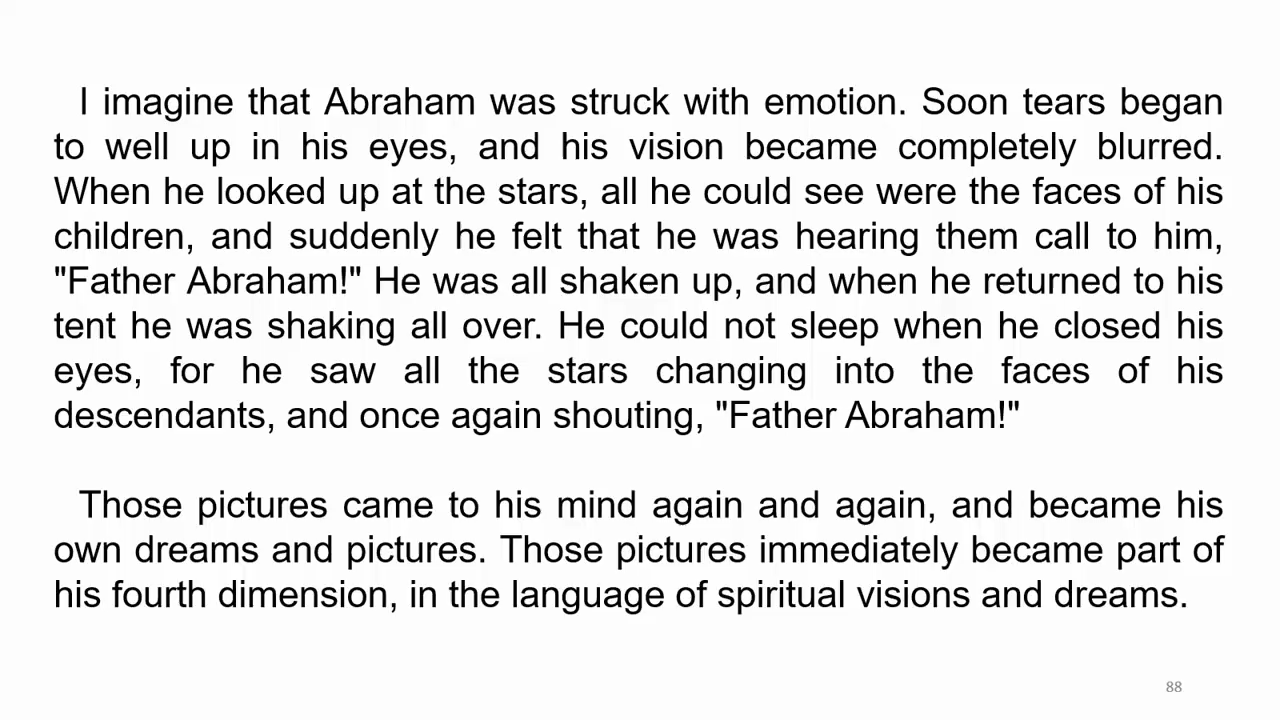 I imagine that Abraham was struck with emotion. Soon tears began
to well up in his eyes, and his vision became completely blurred.
When he looked up at the stars, all he could see were the faces of his
children, and suddenly he felt that he was hearing them call to him,
"Father Abraham!" He was all shaken up, and when he returned to his
tent he was shaking all over. He could not sleep when he closed his
eyes, for he saw all the stars changing into the faces of his
descendants, and once again shouting, "Father Abraham!"
Those pictures came to his mind again and again, and became his
own dreams and pictures. Those pictures immediately became part of
his fourth dimension, in the language of spiritual visions and dreams.
88